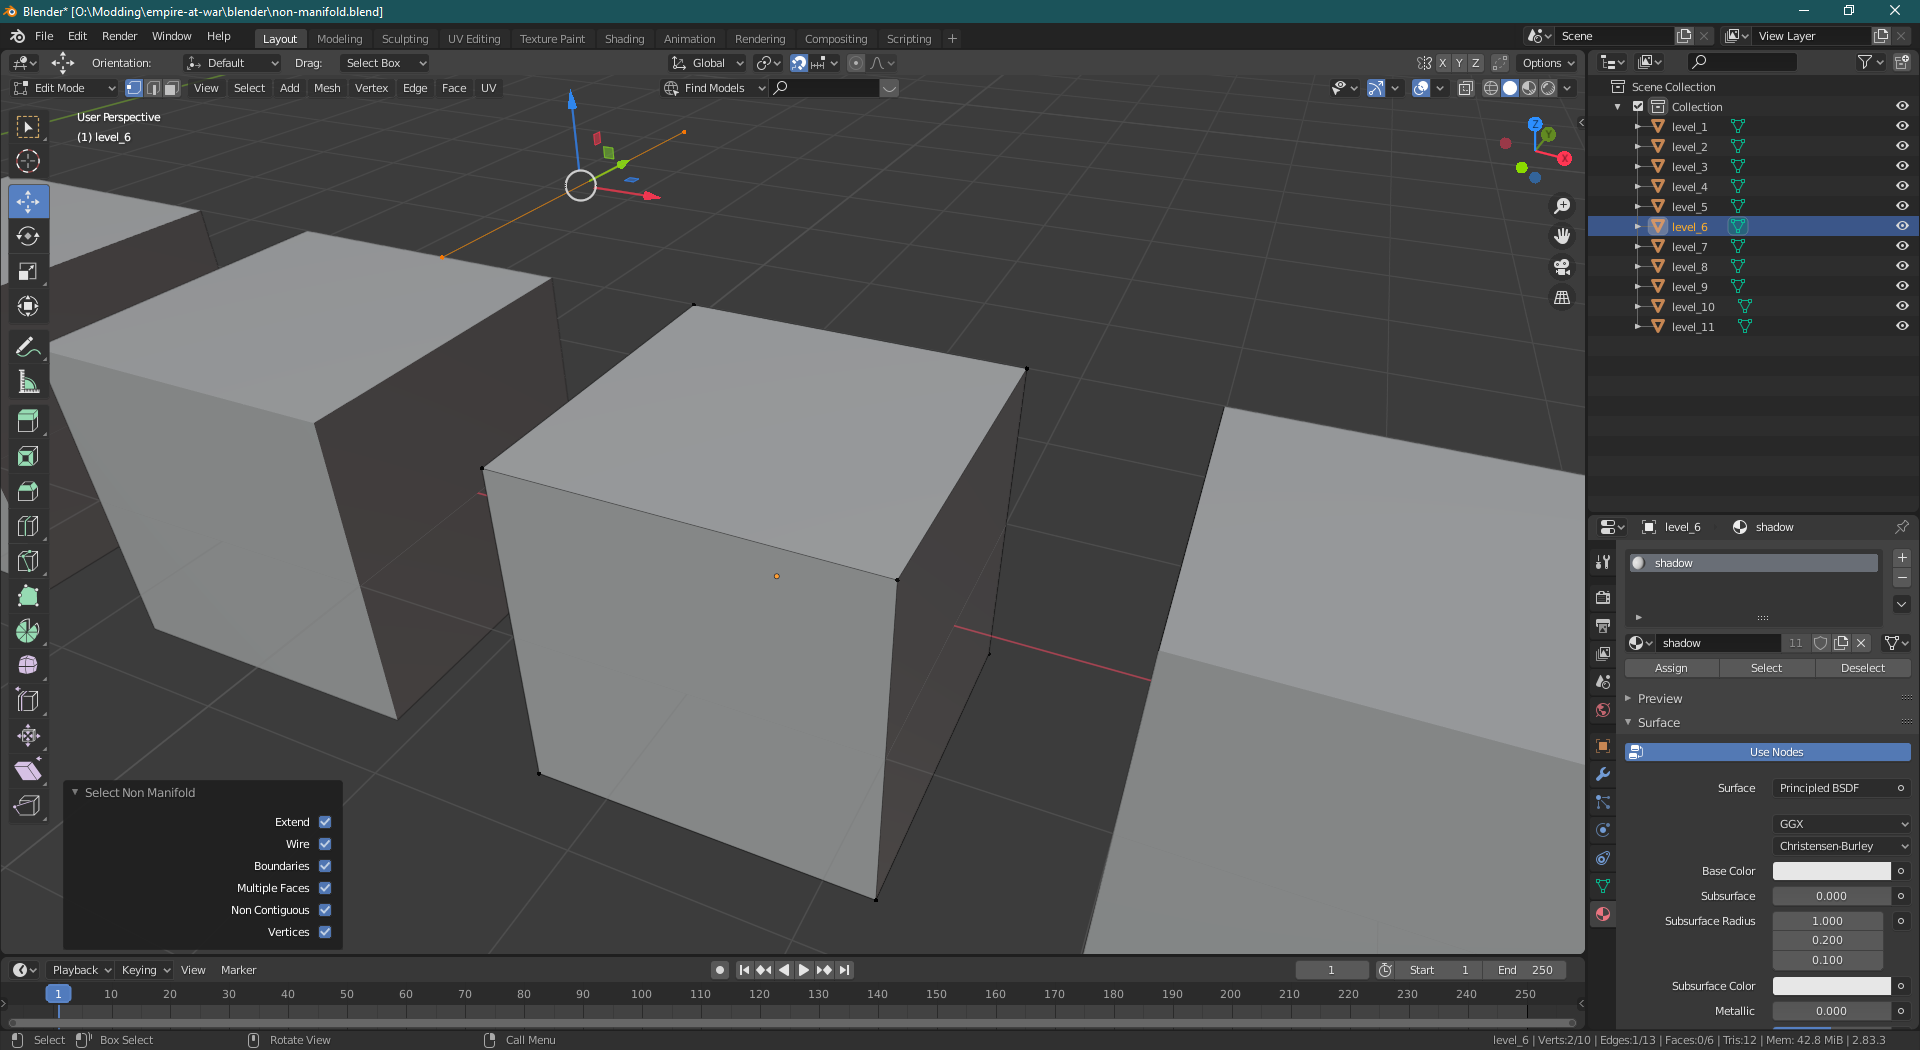 Blender* [O:\Modding\empire-at-war\blender\non-manifold.blend]
File Edit Render Window Help Layout Modeling Sculpting UV Editing Texture Paint Shading Animation Rendering Compositing Scripting + Scene View Layer
Orientation: Default Drag: Select Box Global X Y Z Options
Edit Mode View Select Add Mesh Vertex Edge Face UV Find Models
User Perspective
(1) level_6
Z
Y
X
Scene Collection
Collection
level_1
level_2
level_3
level_4
level_5
level_6
level_7
level_8
level_9
level_10
level_11
level_6 shadow
shadow
shadow 11
Assign Select Deselect
Preview
Surface
Use Nodes
Surface Principled BSDF
GGX
Christensen-Burley
Base Color
Subsurface 0.000
Subsurface Radius 1.000
0.200
0.100
Subsurface Color
Metallic 0.000
Select Non Manifold
Extend
Wire
Boundaries
Multiple Faces
Non Contiguous
Vertices
Playback Keying View Marker 1 Start 1 End 250
1 10 20 30 40 50 60 70 80 90 100 110 120 130 140 150 160 170 180 190 200 210 220 230 240 250
Select Box Select Rotate View Call Menu level_6 | Verts:2/10 | Edges:1/13 | Faces:0/6 | Tris:12 | Mem: 42.8 MiB | 2.83.3